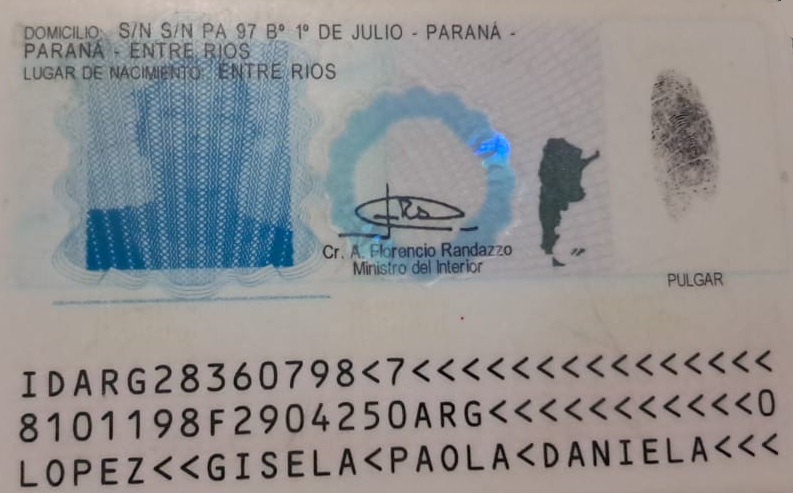 DOMICILIO: S/N S/N PA 97 Bº 1º DE JULIO - PARANÁ -
PARANÁ - ENTRE RIOS
LUGAR DE NACIMIENTO: ENTRE RIOS
Cr. A. Florencio Randazzo
Ministro del Interior
PULGAR
IDARG28360798<7<<<<<<<<<<<<<<<
8101198F2904250ARG<<<<<<<<<<<0
LOPEZ<<GISELA<PAOLA<DANIELA<<<